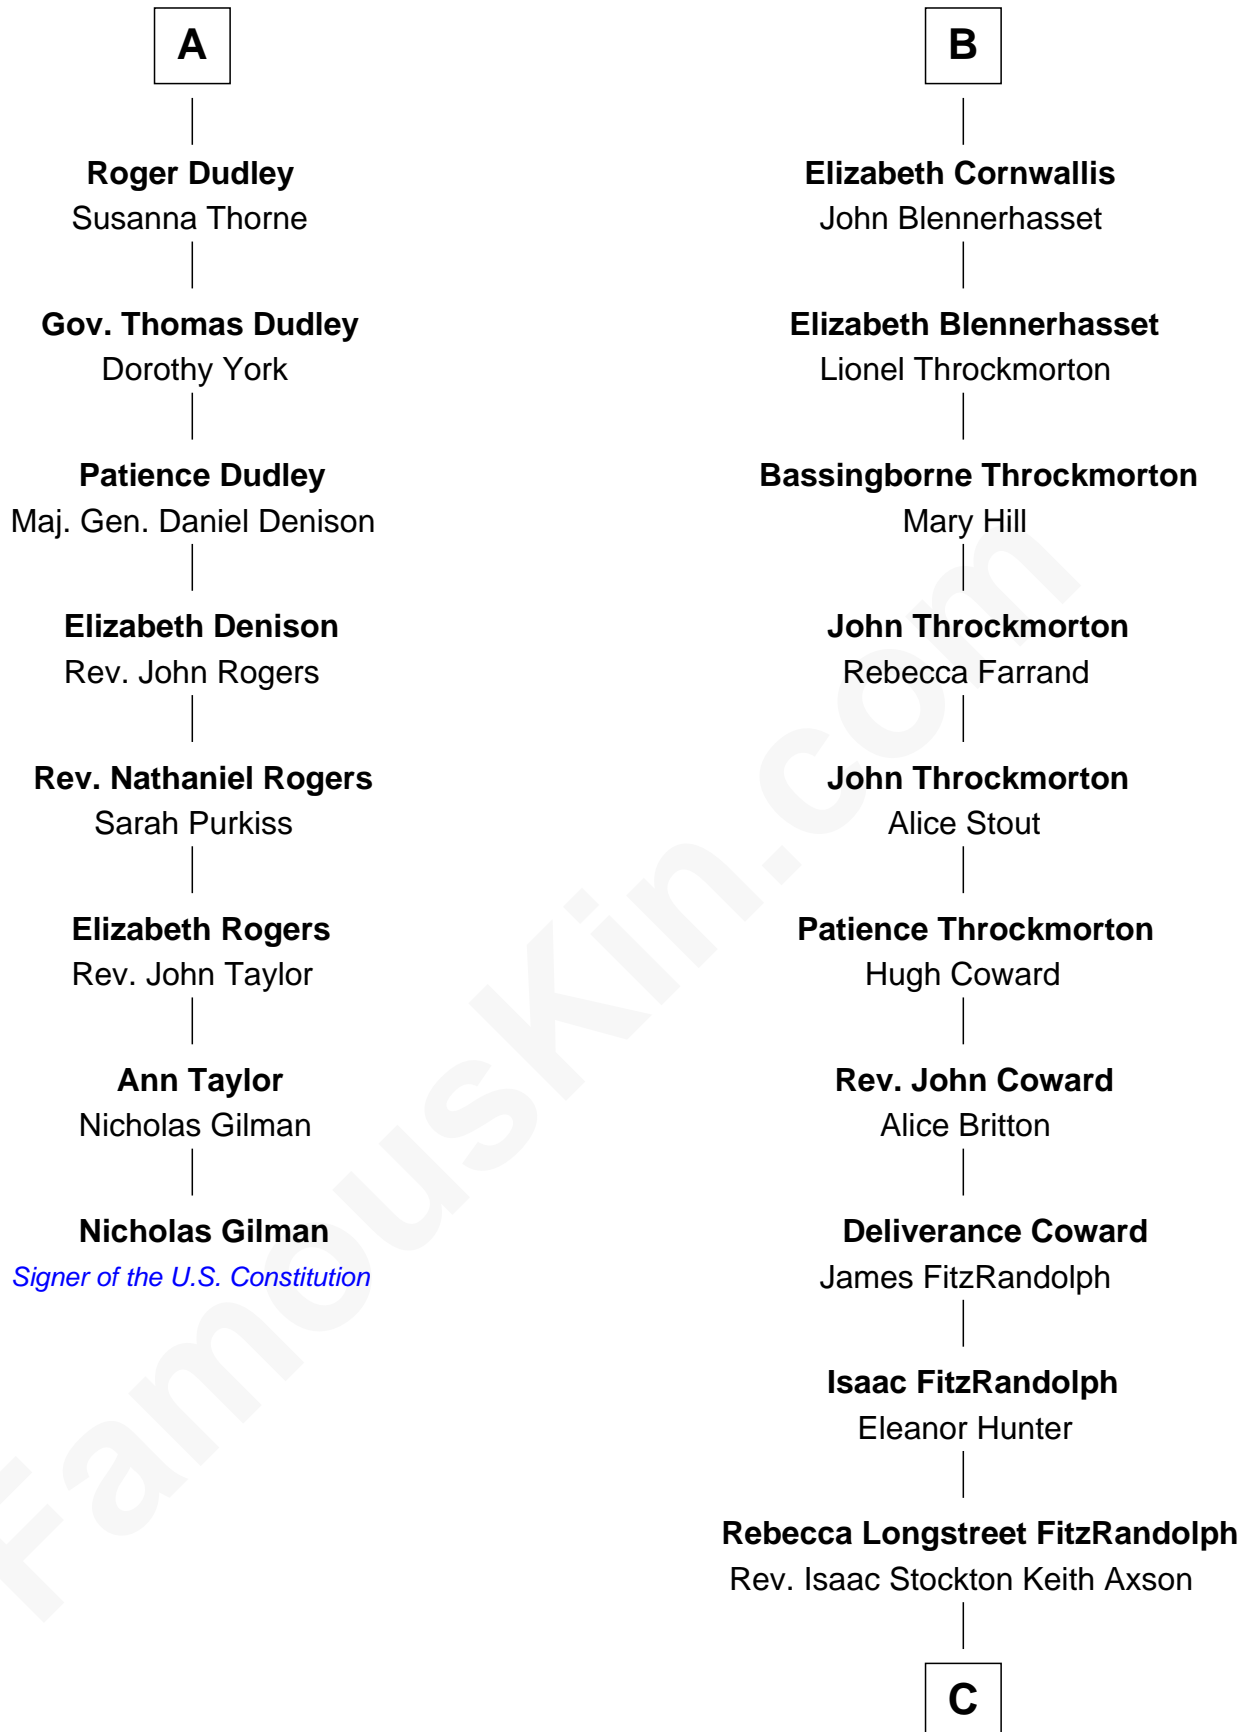 A
Roger Dudley
Susanna Thorne
Gov. Thomas Dudley
Dorothy York
Patience Dudley
Maj. Gen. Daniel Denison
Elizabeth Denison
Rev. John Rogers
Rev. Nathaniel Rogers
Sarah Purkiss
Elizabeth Rogers
Rev. John Taylor
Ann Taylor
Nicholas Gilman
Nicholas Gilman
Signer of the U.S. Constitution
B
Elizabeth Cornwallis
John Blennerhasset
Elizabeth Blennerhasset
Lionel Throckmorton
Bassingborne Throckmorton
Mary Hill
John Throckmorton
Rebecca Farrand
John Throckmorton
Alice Stout
Patience Throckmorton
Hugh Coward
Rev. John Coward
Alice Britton
Deliverance Coward
James FitzRandolph
Isaac FitzRandolph
Eleanor Hunter
Rebecca Longstreet FitzRandolph
Rev. Isaac Stockton Keith Axson
C
FamousKin.com